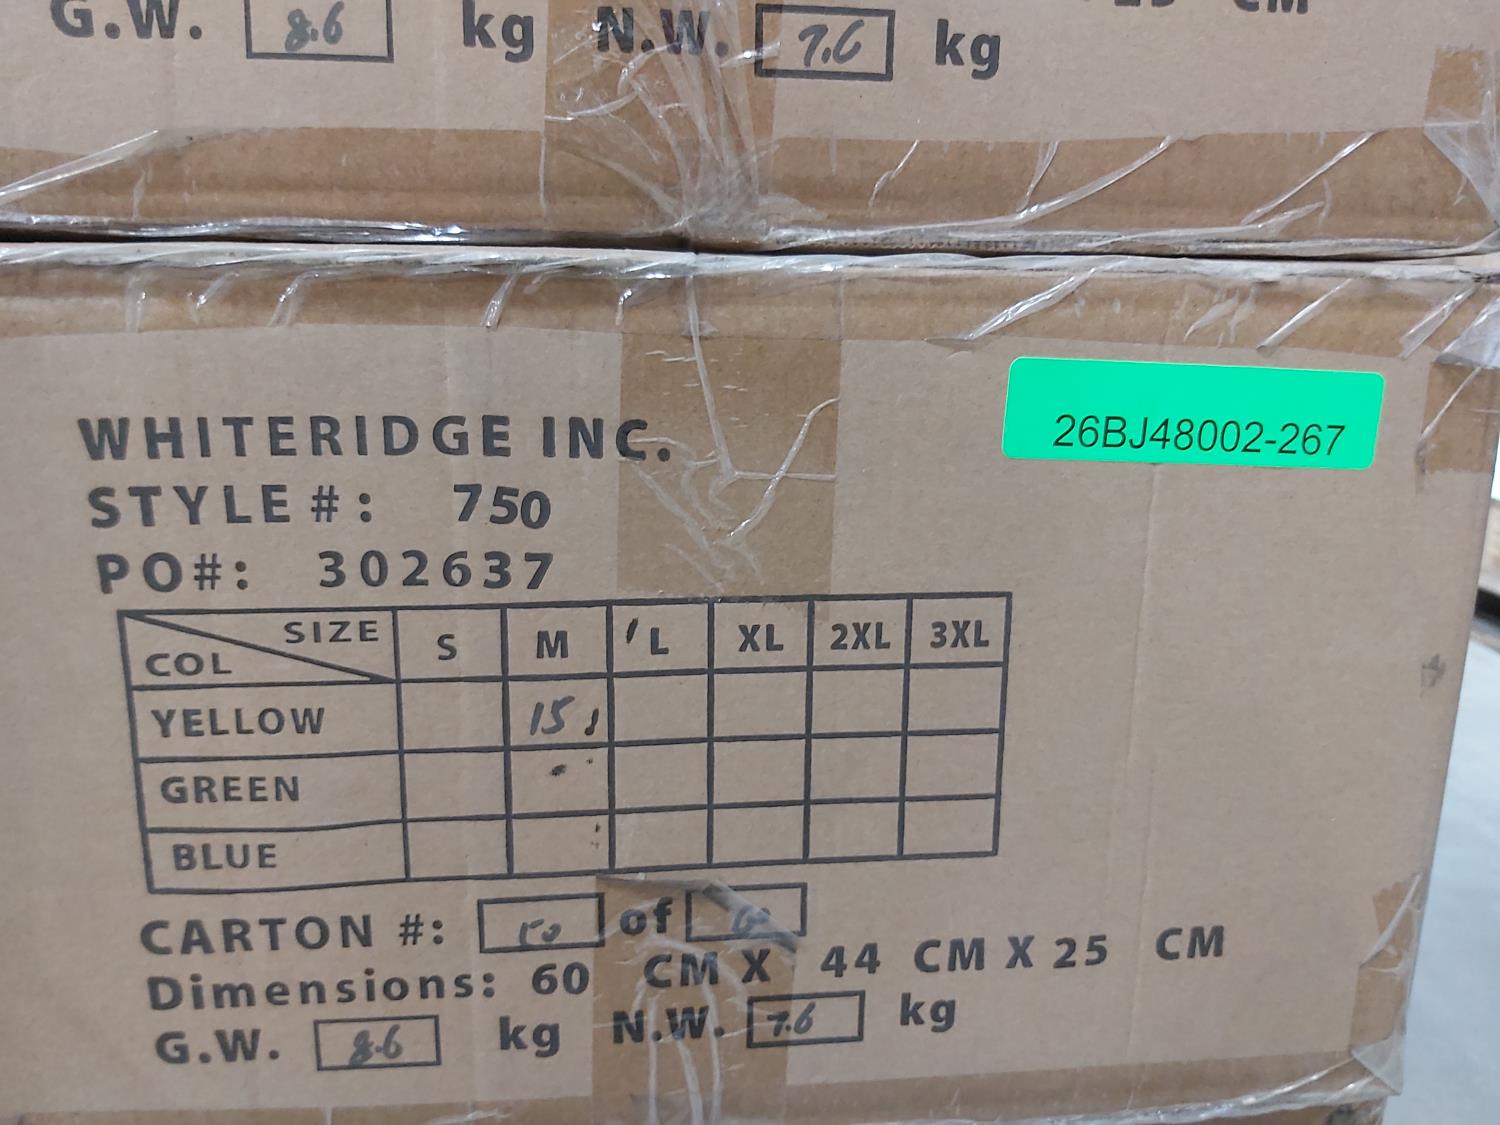 G.W. 8.6 kg N.W. 7.6 kg CM
WHITERIDGE INC.
26BJ48002-267
STYLE #: 750
PO#: 302637
SIZE S M L XL 2XL 3XL
COL
YELLOW 15
GREEN
BLUE
CARTON #: 50 of
Dimensions: 60 CM X 44 CM X 25 CM
G.W. 8.6 kg N.W. 7.6 kg